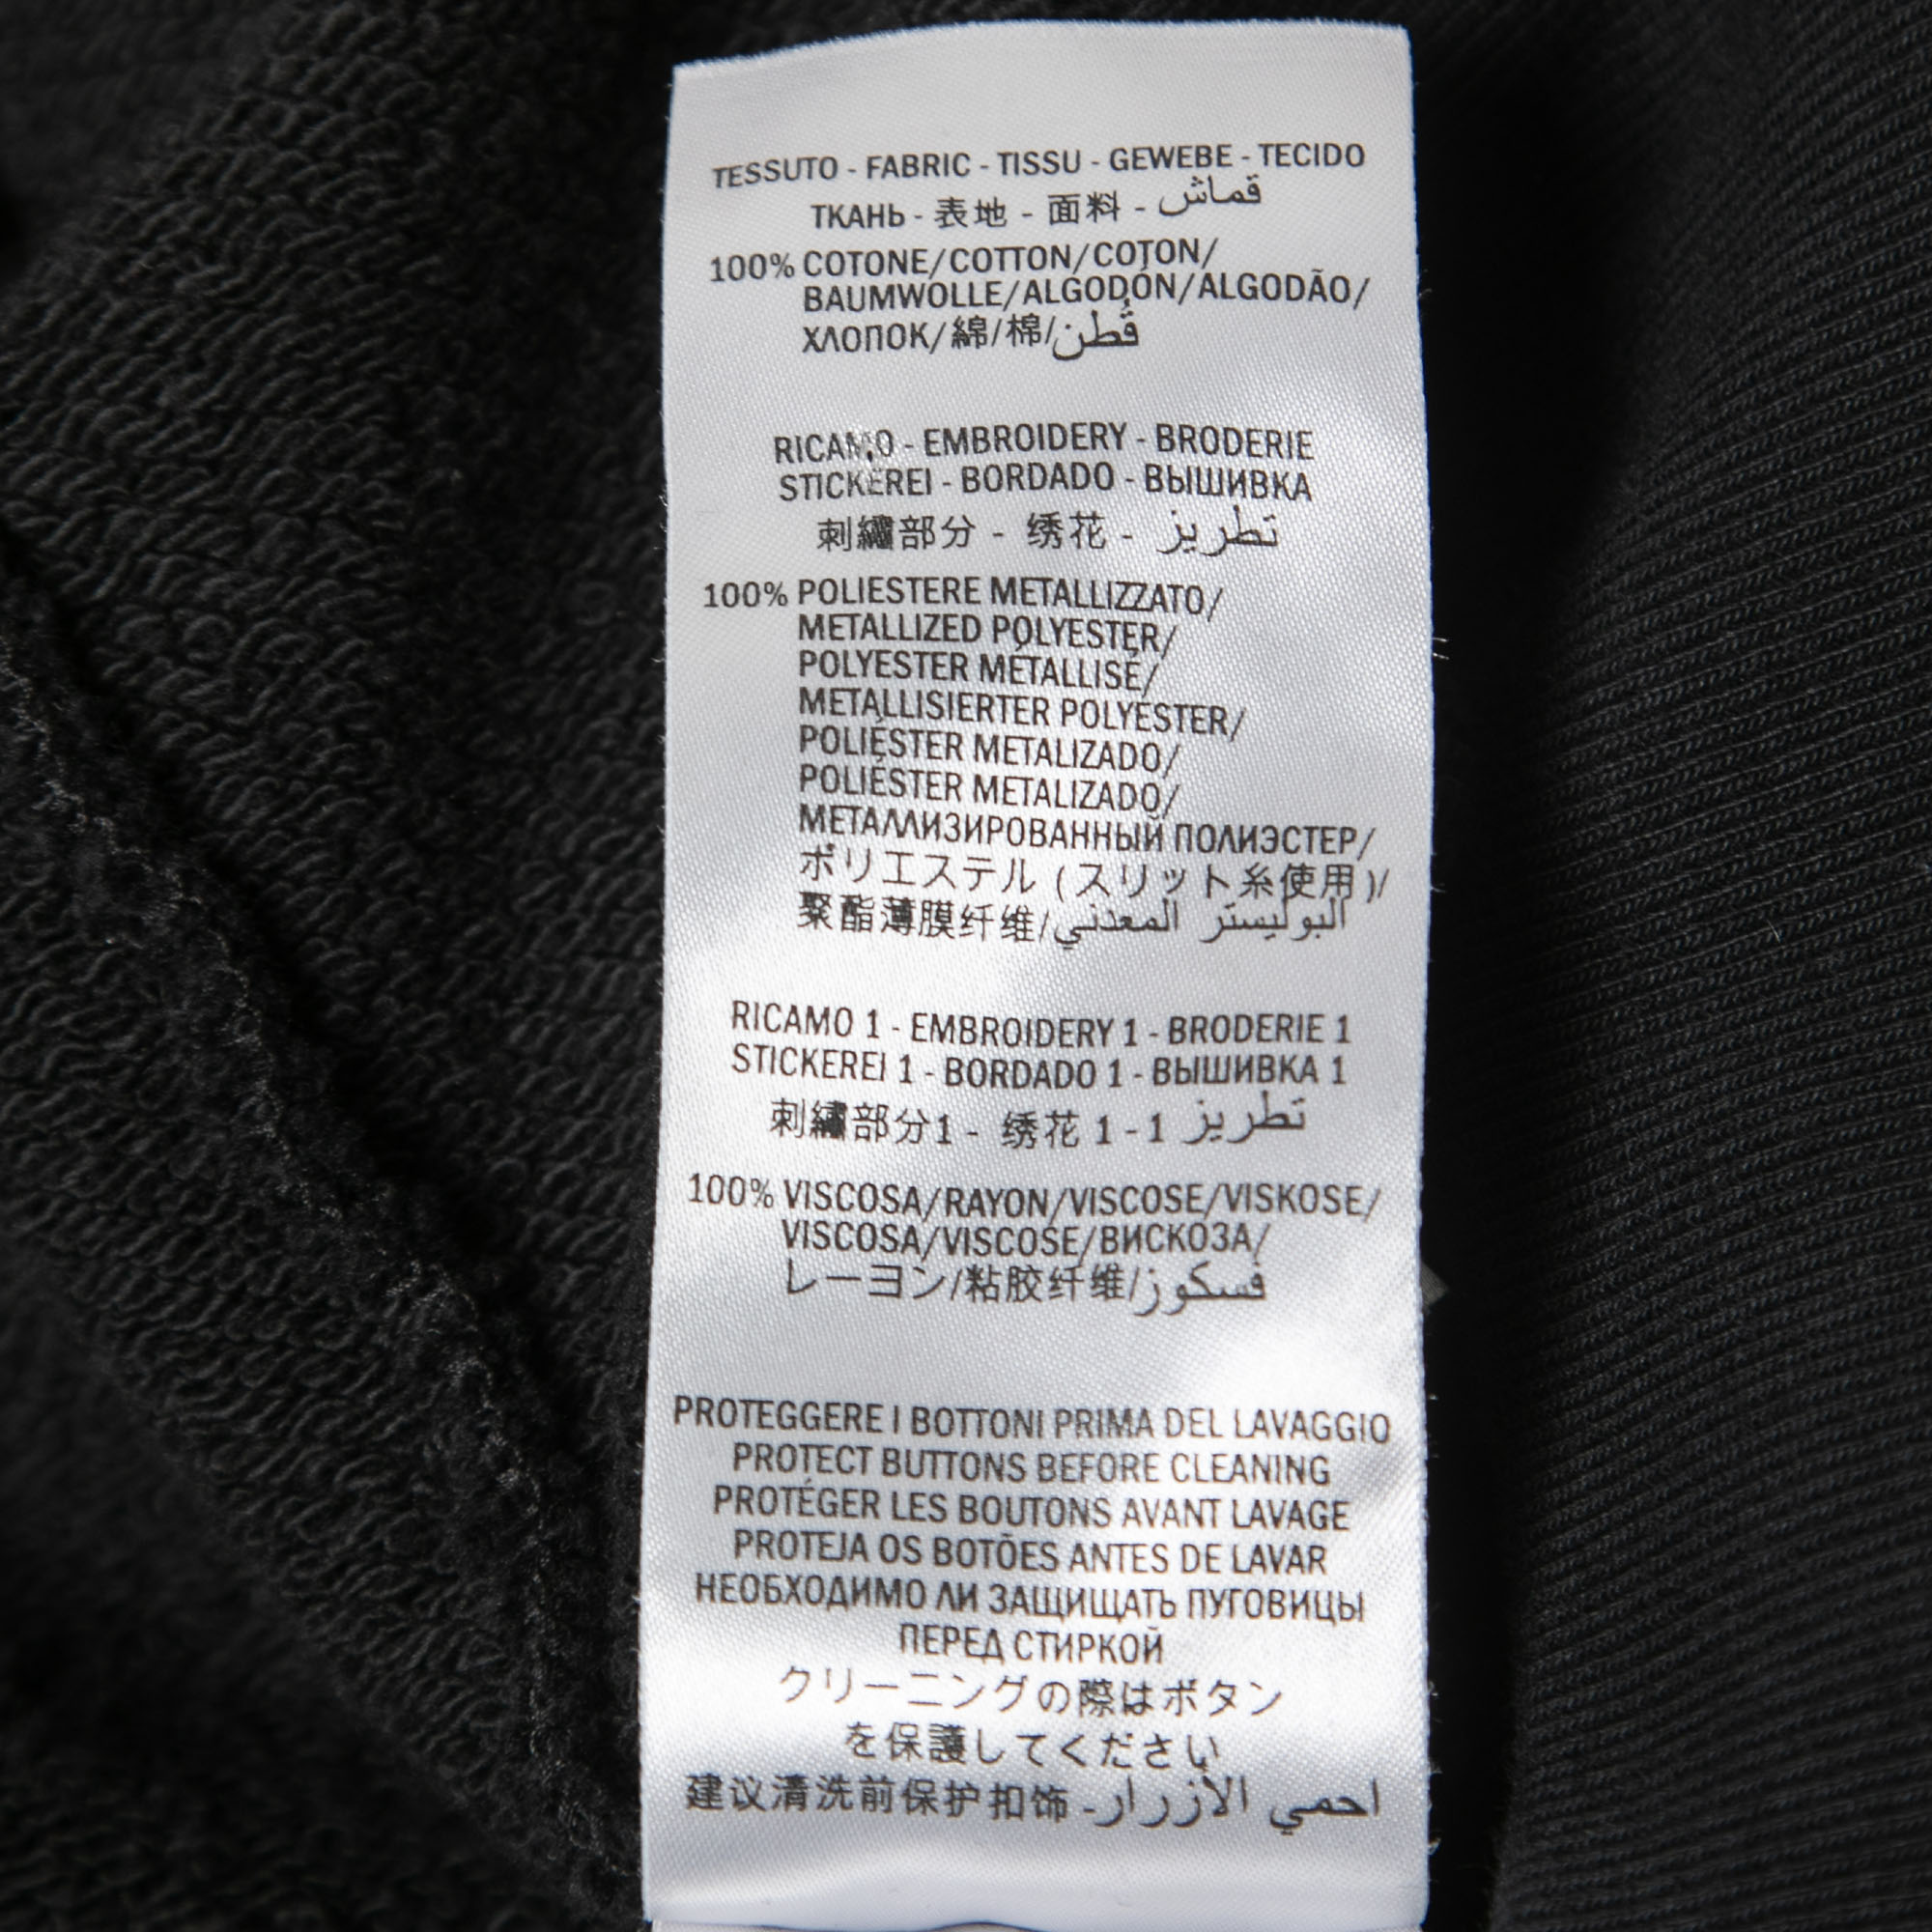 TESSUTO - FABRIC - TISSU - GEWEBE - TECIDO
ТКАНЬ - 表地 - 面料 - قماش
100% COTONE/COTTON/COTON/
BAUMWOLLE/ALGODÓN/ALGODÃO/
ХЛОПОК/綿/棉/قطن
RICAMO - EMBROIDERY - BRODERIE
STICKEREI - BORDADO - ВЫШИВКА
刺繡部分 - 绣花 - تطريز
100% POLIESTERE METALLIZZATO/
METALLIZED POLYESTER/
POLYESTER MÉTALLISÉ/
METALLISIERTER POLYESTER/
POLIÉSTER METALIZADO/
POLIÉSTER METALIZADO/
МЕТАЛЛИЗИРОВАННЫЙ ПОЛИЭСТЕР/
ポリエステル (スリット糸使用)/
聚酯薄膜纤维/البوليستر المعدني
RICAMO 1 - EMBROIDERY 1 - BRODERIE 1
STICKEREI 1 - BORDADO 1 - ВЫШИВКА 1
刺繡部分1 - 绣花 1 - تطريز 1
100% VISCOSA/RAYON/VISCOSE/VISKOSE/
VISCOSA/VISCOSE/ВИСКОЗА/
レーヨン/粘胶纤维/فسكوز
PROTEGGERE I BOTTONI PRIMA DEL LAVAGGIO
PROTECT BUTTONS BEFORE CLEANING
PROTÉGER LES BOUTONS AVANT LAVAGE
PROTEJA OS BOTÕES ANTES DE LAVAR
НЕОБХОДИМО ЛИ ЗАЩИЩАТЬ ПУГОВИЦЫ
ПЕРЕД СТИРКОЙ
クリーニングの際はボタン
を保護してください
建议清洗前保护扣饰 - احمي الأزرار